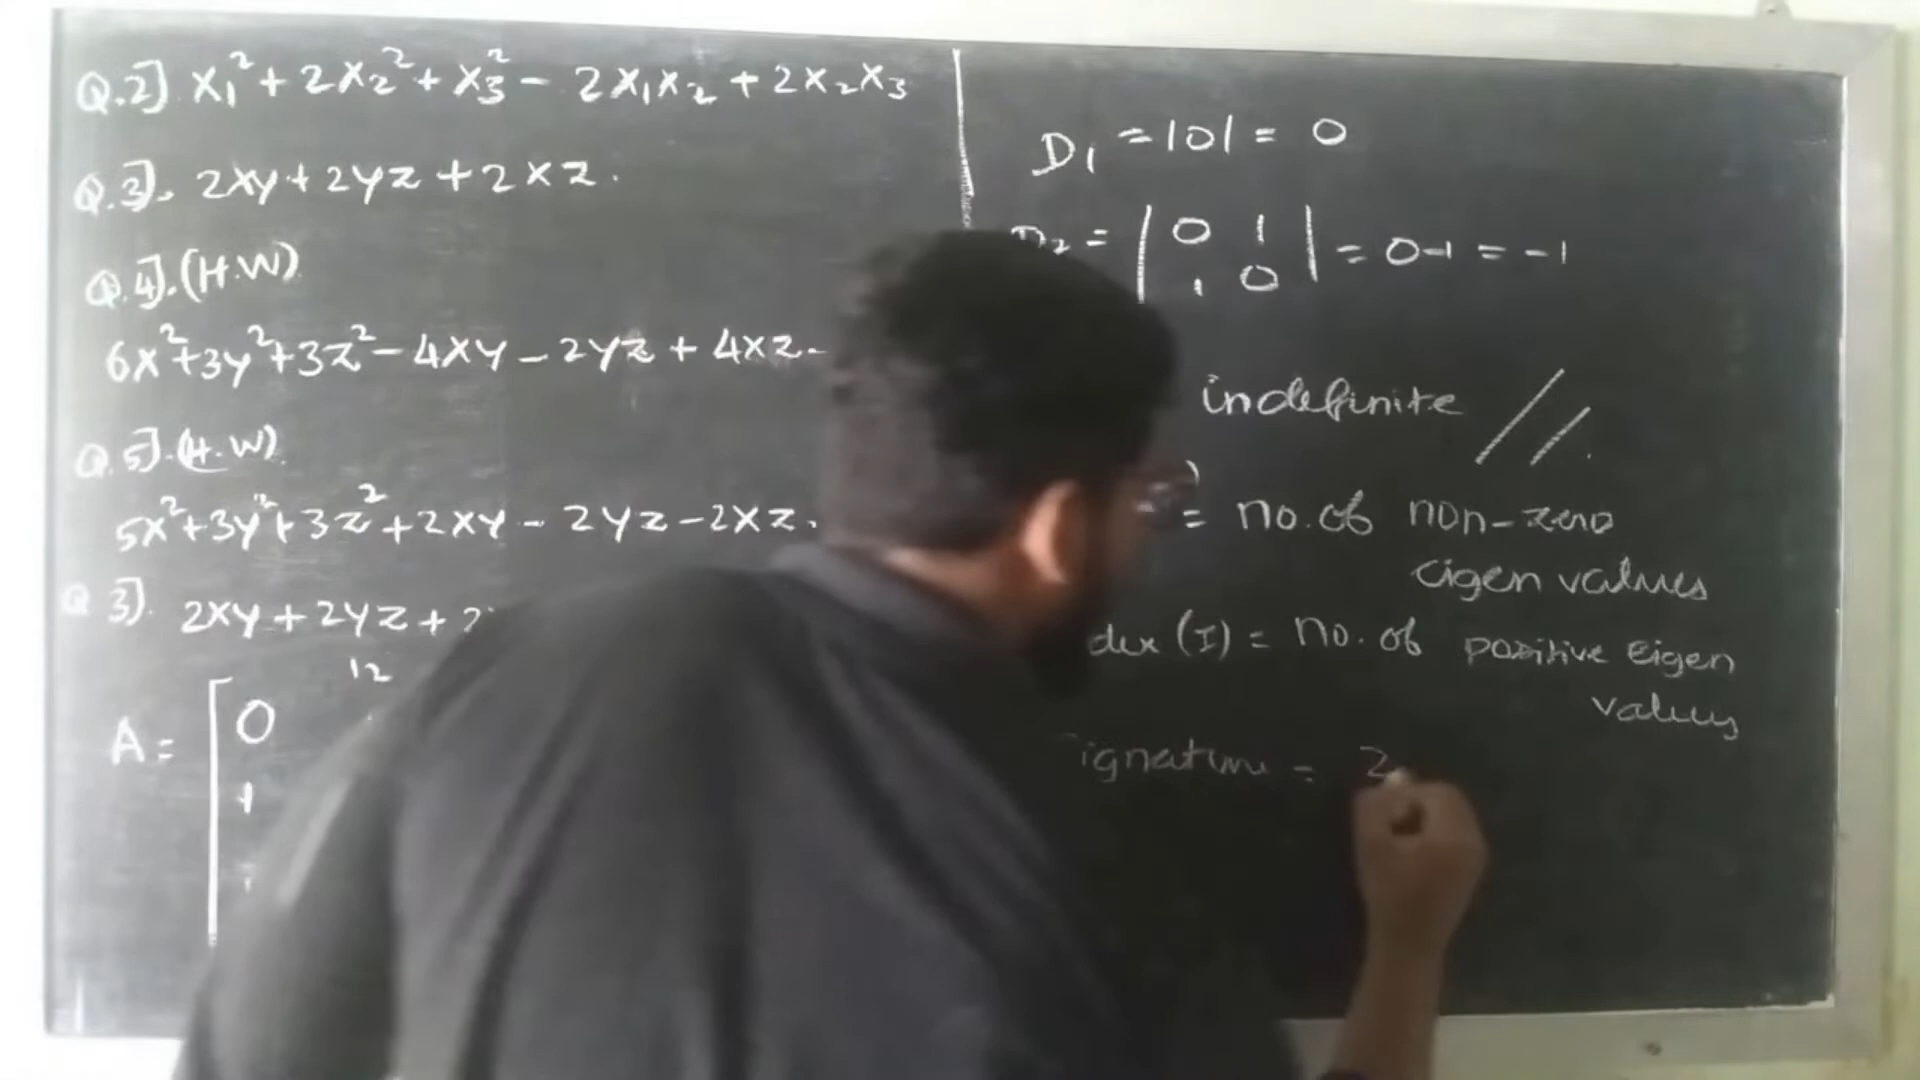 Q.2] x₁² + 2x₂² + x₃² - 2x₁x₂ + 2x₂x₃
Q.3]. 2xy + 2yz + 2xz.
Q.4].(H.W)
6x² + 3y² + 3z² - 4xy - 2yz + 4xz.
Q.5].(H.W).
5x² + 3y² + 3z² + 2xy - 2yz - 2xz.
Q 3]. 2xy + 2yz +
12
A = [ 0
1
D₁ = |0| = 0
D₂ = | 0 1 | = 0-1 = -1
1 0
indefinite //.
= no. of non-zero
eigen values
dex (I) = no. of positive Eigen
values
ignature = 2